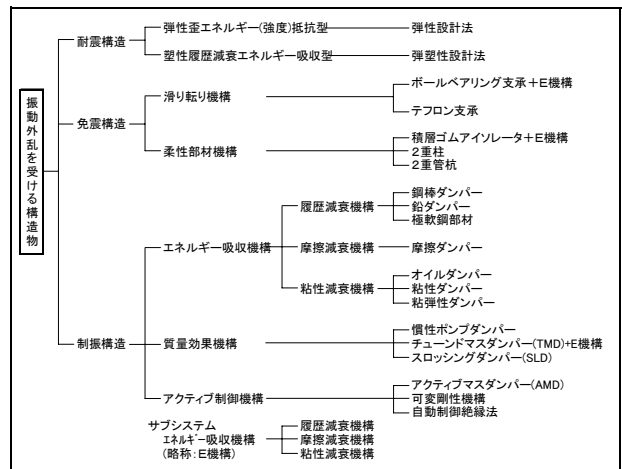 振動外乱を受ける構造物
耐震構造
弾性歪エネルギー(強度)抵抗型
弾性設計法
塑性履歴減衰エネルギー吸収型
弾塑性設計法
免震構造
滑り転り機構
ボールベアリング支承+E機構
テフロン支承
柔性部材機構
積層ゴムアイソレータ+E機構
2重柱
2重管杭
制振構造
エネルギー吸収機構
履歴減衰機構
鋼棒ダンパー
鉛ダンパー
極軟鋼部材
摩擦減衰機構
摩擦ダンパー
粘性減衰機構
オイルダンパー
粘性ダンパー
粘弾性ダンパー
質量効果機構
慣性ポンプダンパー
チューンドマスダンパー(TMD)+E機構
スロッシングダンパー(SLD)
アクティブ制御機構
アクティブマスダンパー(AMD)
可変剛性機構
自動制御絶縁法
サブシステム
エネルギー吸収機構
(略称:E機構)
履歴減衰機構
摩擦減衰機構
粘性減衰機構